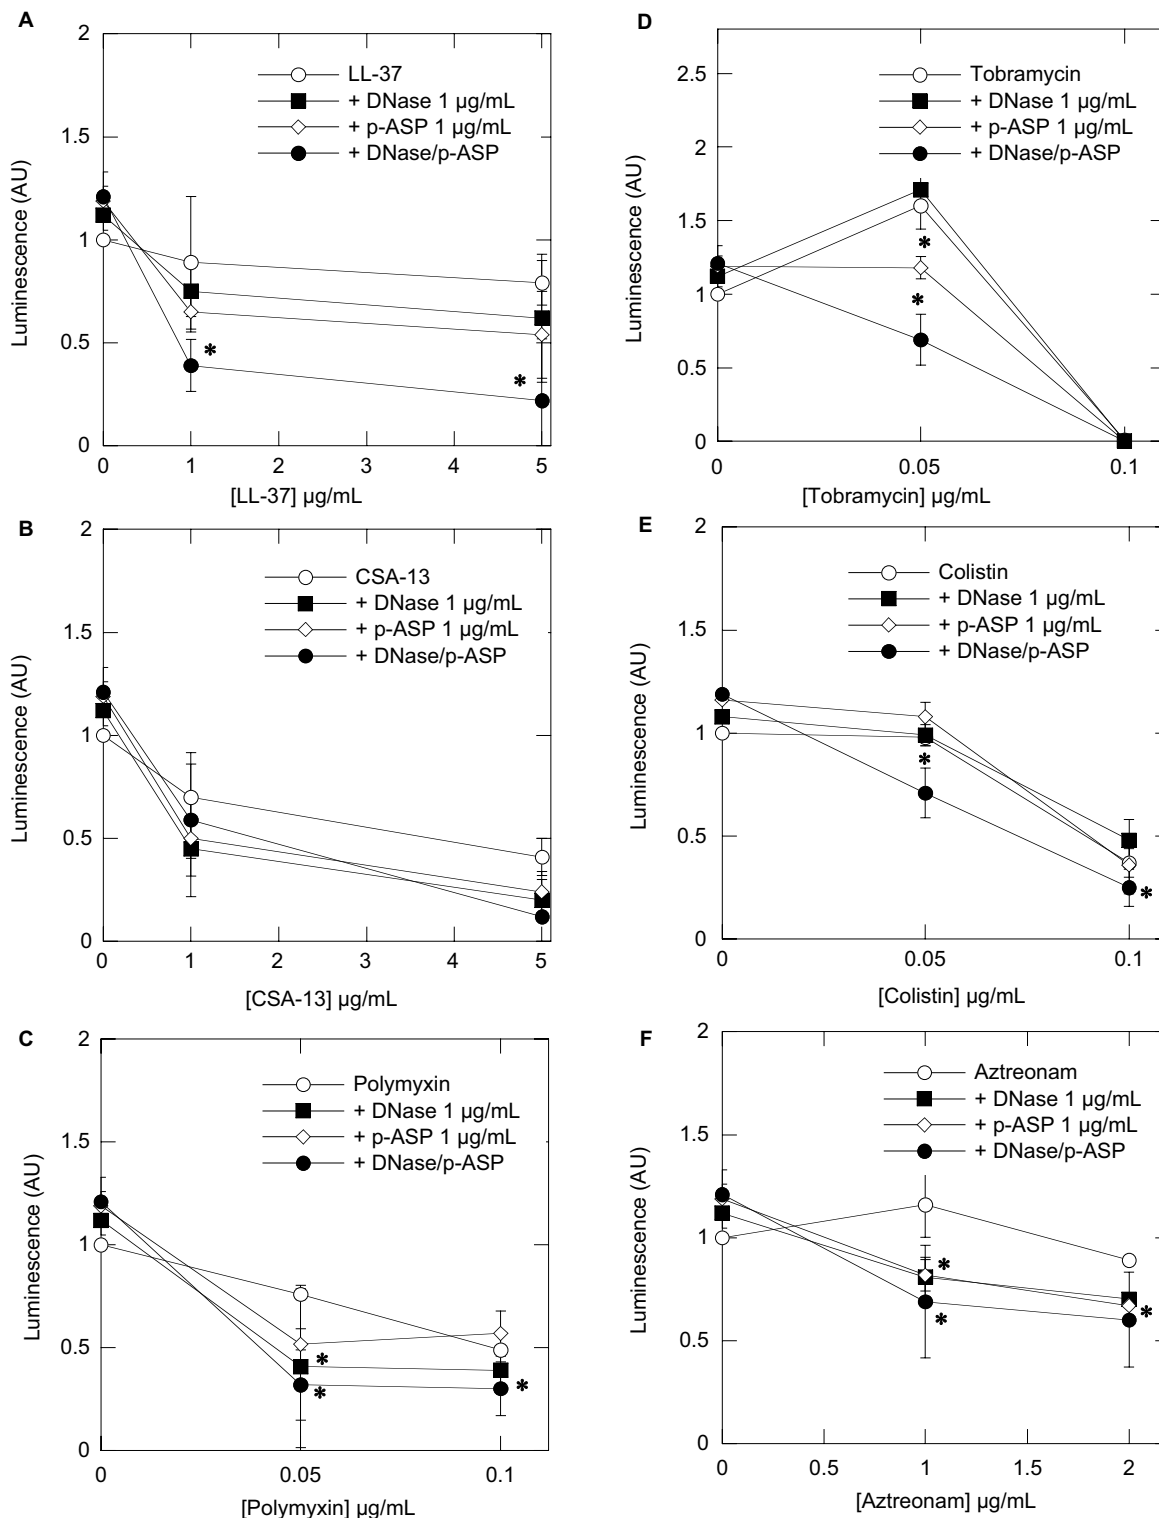 A
2
1.5
1
0.5
0
Luminescence (AU)
LL-37
+ DNase 1 µg/mL
+ p-ASP 1 µg/mL
+ DNase/p-ASP
*
*
0 1 2 3 4 5
[LL-37] µg/mL
B
2
1.5
1
0.5
0
Luminescence (AU)
CSA-13
+ DNase 1 µg/mL
+ p-ASP 1 µg/mL
+ DNase/p-ASP
0 1 2 3 4 5
[CSA-13] µg/mL
C
2
1.5
1
0.5
0
Luminescence (AU)
Polymyxin
+ DNase 1 µg/mL
+ p-ASP 1 µg/mL
+ DNase/p-ASP
*
*
*
0 0.05 0.1
[Polymyxin] µg/mL
D
2.5
2
1.5
1
0.5
0
Luminescence (AU)
Tobramycin
+ DNase 1 µg/mL
+ p-ASP 1 µg/mL
+ DNase/p-ASP
*
*
0 0.05 0.1
[Tobramycin] µg/mL
E
2
1.5
1
0.5
0
Luminescence (AU)
Colistin
+ DNase 1 µg/mL
+ p-ASP 1 µg/mL
+ DNase/p-ASP
*
*
0 0.05 0.1
[Colistin] µg/mL
F
2
1.5
1
0.5
0
Luminescence (AU)
Aztreonam
+ DNase 1 µg/mL
+ p-ASP 1 µg/mL
+ DNase/p-ASP
*
*
*
0 0.5 1 1.5 2
[Aztreonam] µg/mL